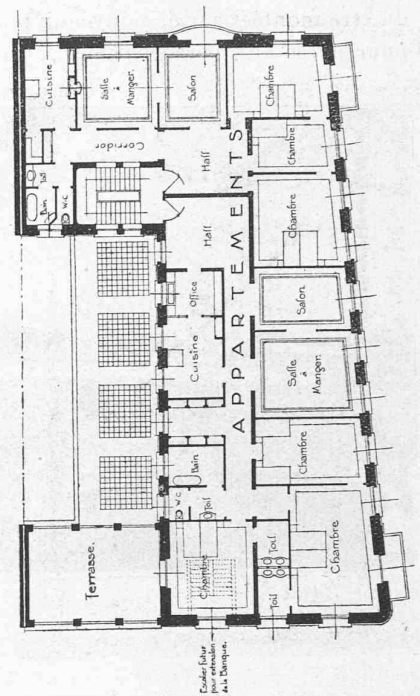 Cuisine
Salle
à
Manger.
Salon
Chambre
Corridor
Hall
Chambre
Toil
Bain
W.C.
Hall
Chambre
APPARTEMENTS
Office
Salon.
Cuisine
Salle
à
Manger.
Bain
Chambre
W.C.
Toil
Terrasse.
Chambre
Toil.
Chambre
Toil
Escalier futur
pour extension
de la Banque.